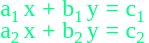 a₁ x + b₁ y = c₁
a₂ x + b₂ y = c₂